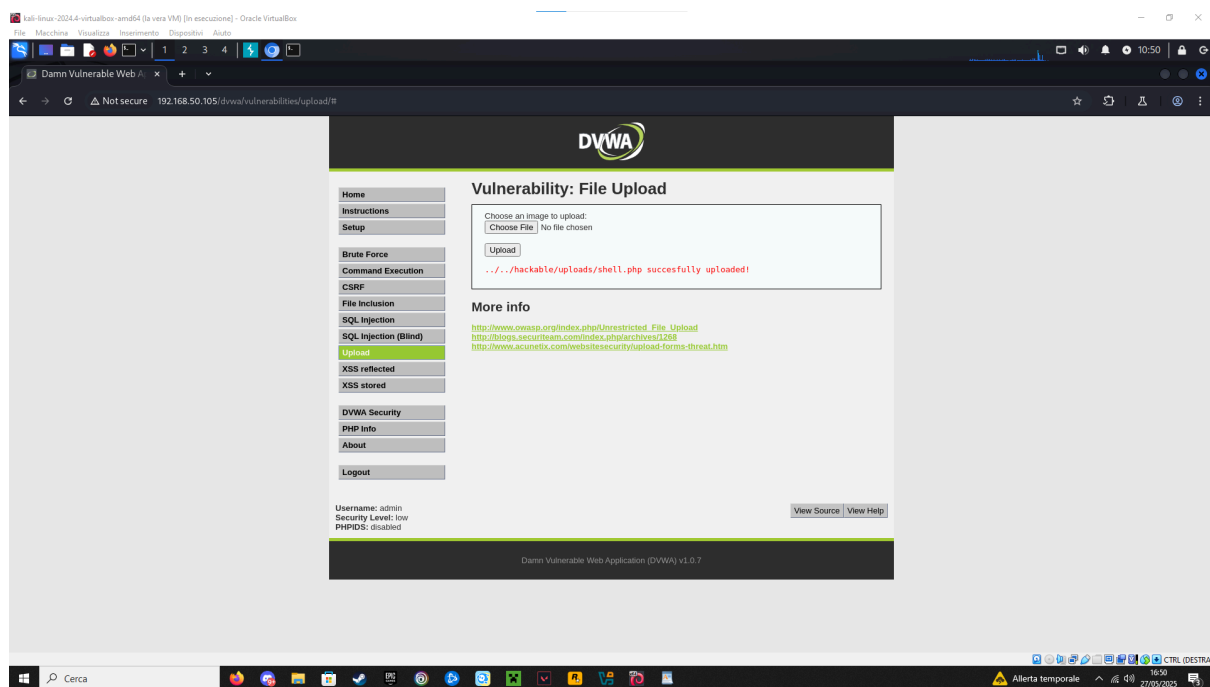 kali-linux-2024.4-virtualbox-amd64 (la vera VM) [In esecuzione] - Oracle VirtualBox
File Macchina Visualizza Inserimento Dispositivi Aiuto
1 2 3 4
10:50
Damn Vulnerable Web A
Not secure 192.168.50.105/dvwa/vulnerabilities/upload/#
DVWA
Home
Instructions
Setup
Brute Force
Command Execution
CSRF
File Inclusion
SQL Injection
SQL Injection (Blind)
Upload
XSS reflected
XSS stored
DVWA Security
PHP Info
About
Logout
Vulnerability: File Upload
Choose an image to upload:
Choose File No file chosen
Upload
../../hackable/uploads/shell.php succesfully uploaded!
More info
http://www.owasp.org/index.php/Unrestricted_File_Upload
http://blogs.securiteam.com/index.php/archives/1268
http://www.acunetix.com/websitesecurity/upload-forms-threat.htm
Username: admin
Security Level: low
PHPIDS: disabled
View Source View Help
Damn Vulnerable Web Application (DVWA) v1.0.7
CTRL (DESTRA
Cerca
EPIC
Allerta temporale
16:50
27/05/2025